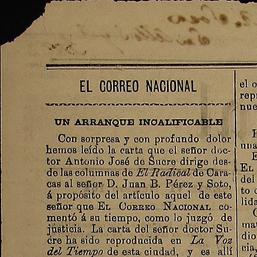 EL CORREO NACIONAL
UN ARRANQUE INCALIFICABLE
Con sorpresa y con profundo dolor
hemos leído la carta que el señor doc-
tor Antonio José de Sucre dirige des-
de las columnas de El Radical de Cara-
cas al señor D. Juan B. Pérez y Soto,
á propósito del artículo aquel de este
señor que EL CORREO NACIONAL co-
mentó á su tiempo, como lo juzgó de
justicia. La carta del señor doctor Su-
cre ha sido reproducida en La Voz
del Tiempo de esta ciudad, y es allí